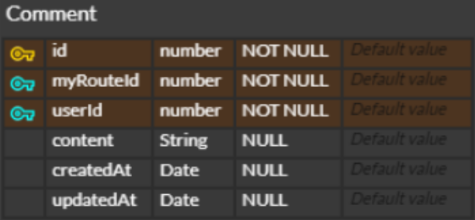 Comment
id number NOT NULL Default value
myRouteId number NOT NULL Default value
userId number NOT NULL Default value
content String NULL Default value
createdAt Date NULL Default value
updatedAt Date NULL Default value